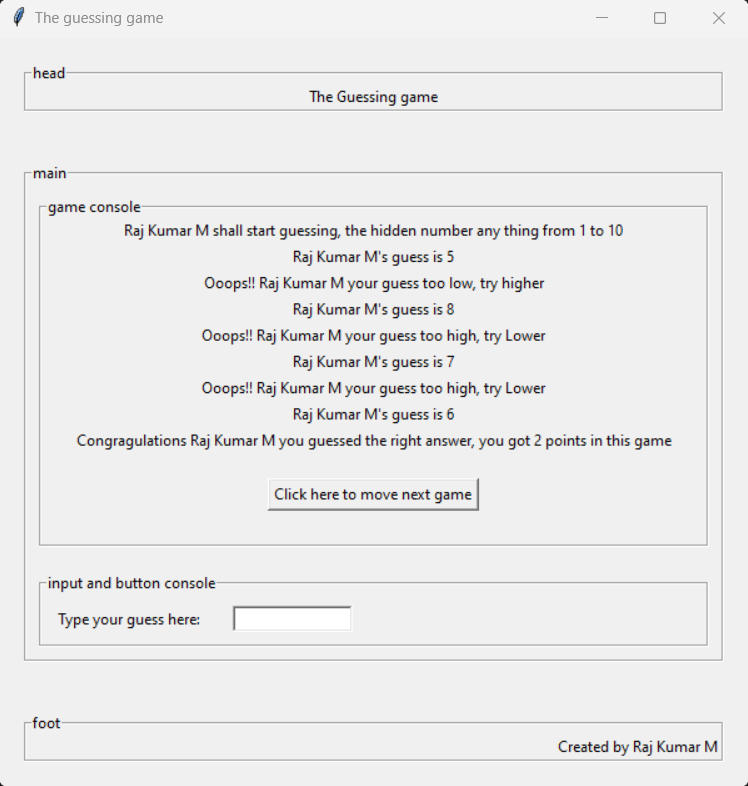 The guessing game
head
The Guessing game
main
game console
Raj Kumar M shall start guessing, the hidden number any thing from 1 to 10
Raj Kumar M's guess is 5
Ooops!! Raj Kumar M your guess too low, try higher
Raj Kumar M's guess is 8
Ooops!! Raj Kumar M your guess too high, try Lower
Raj Kumar M's guess is 7
Ooops!! Raj Kumar M your guess too high, try Lower
Raj Kumar M's guess is 6
Congragulations Raj Kumar M you guessed the right answer, you got 2 points in this game
Click here to move next game
input and button console
Type your guess here:
foot
Created by Raj Kumar M